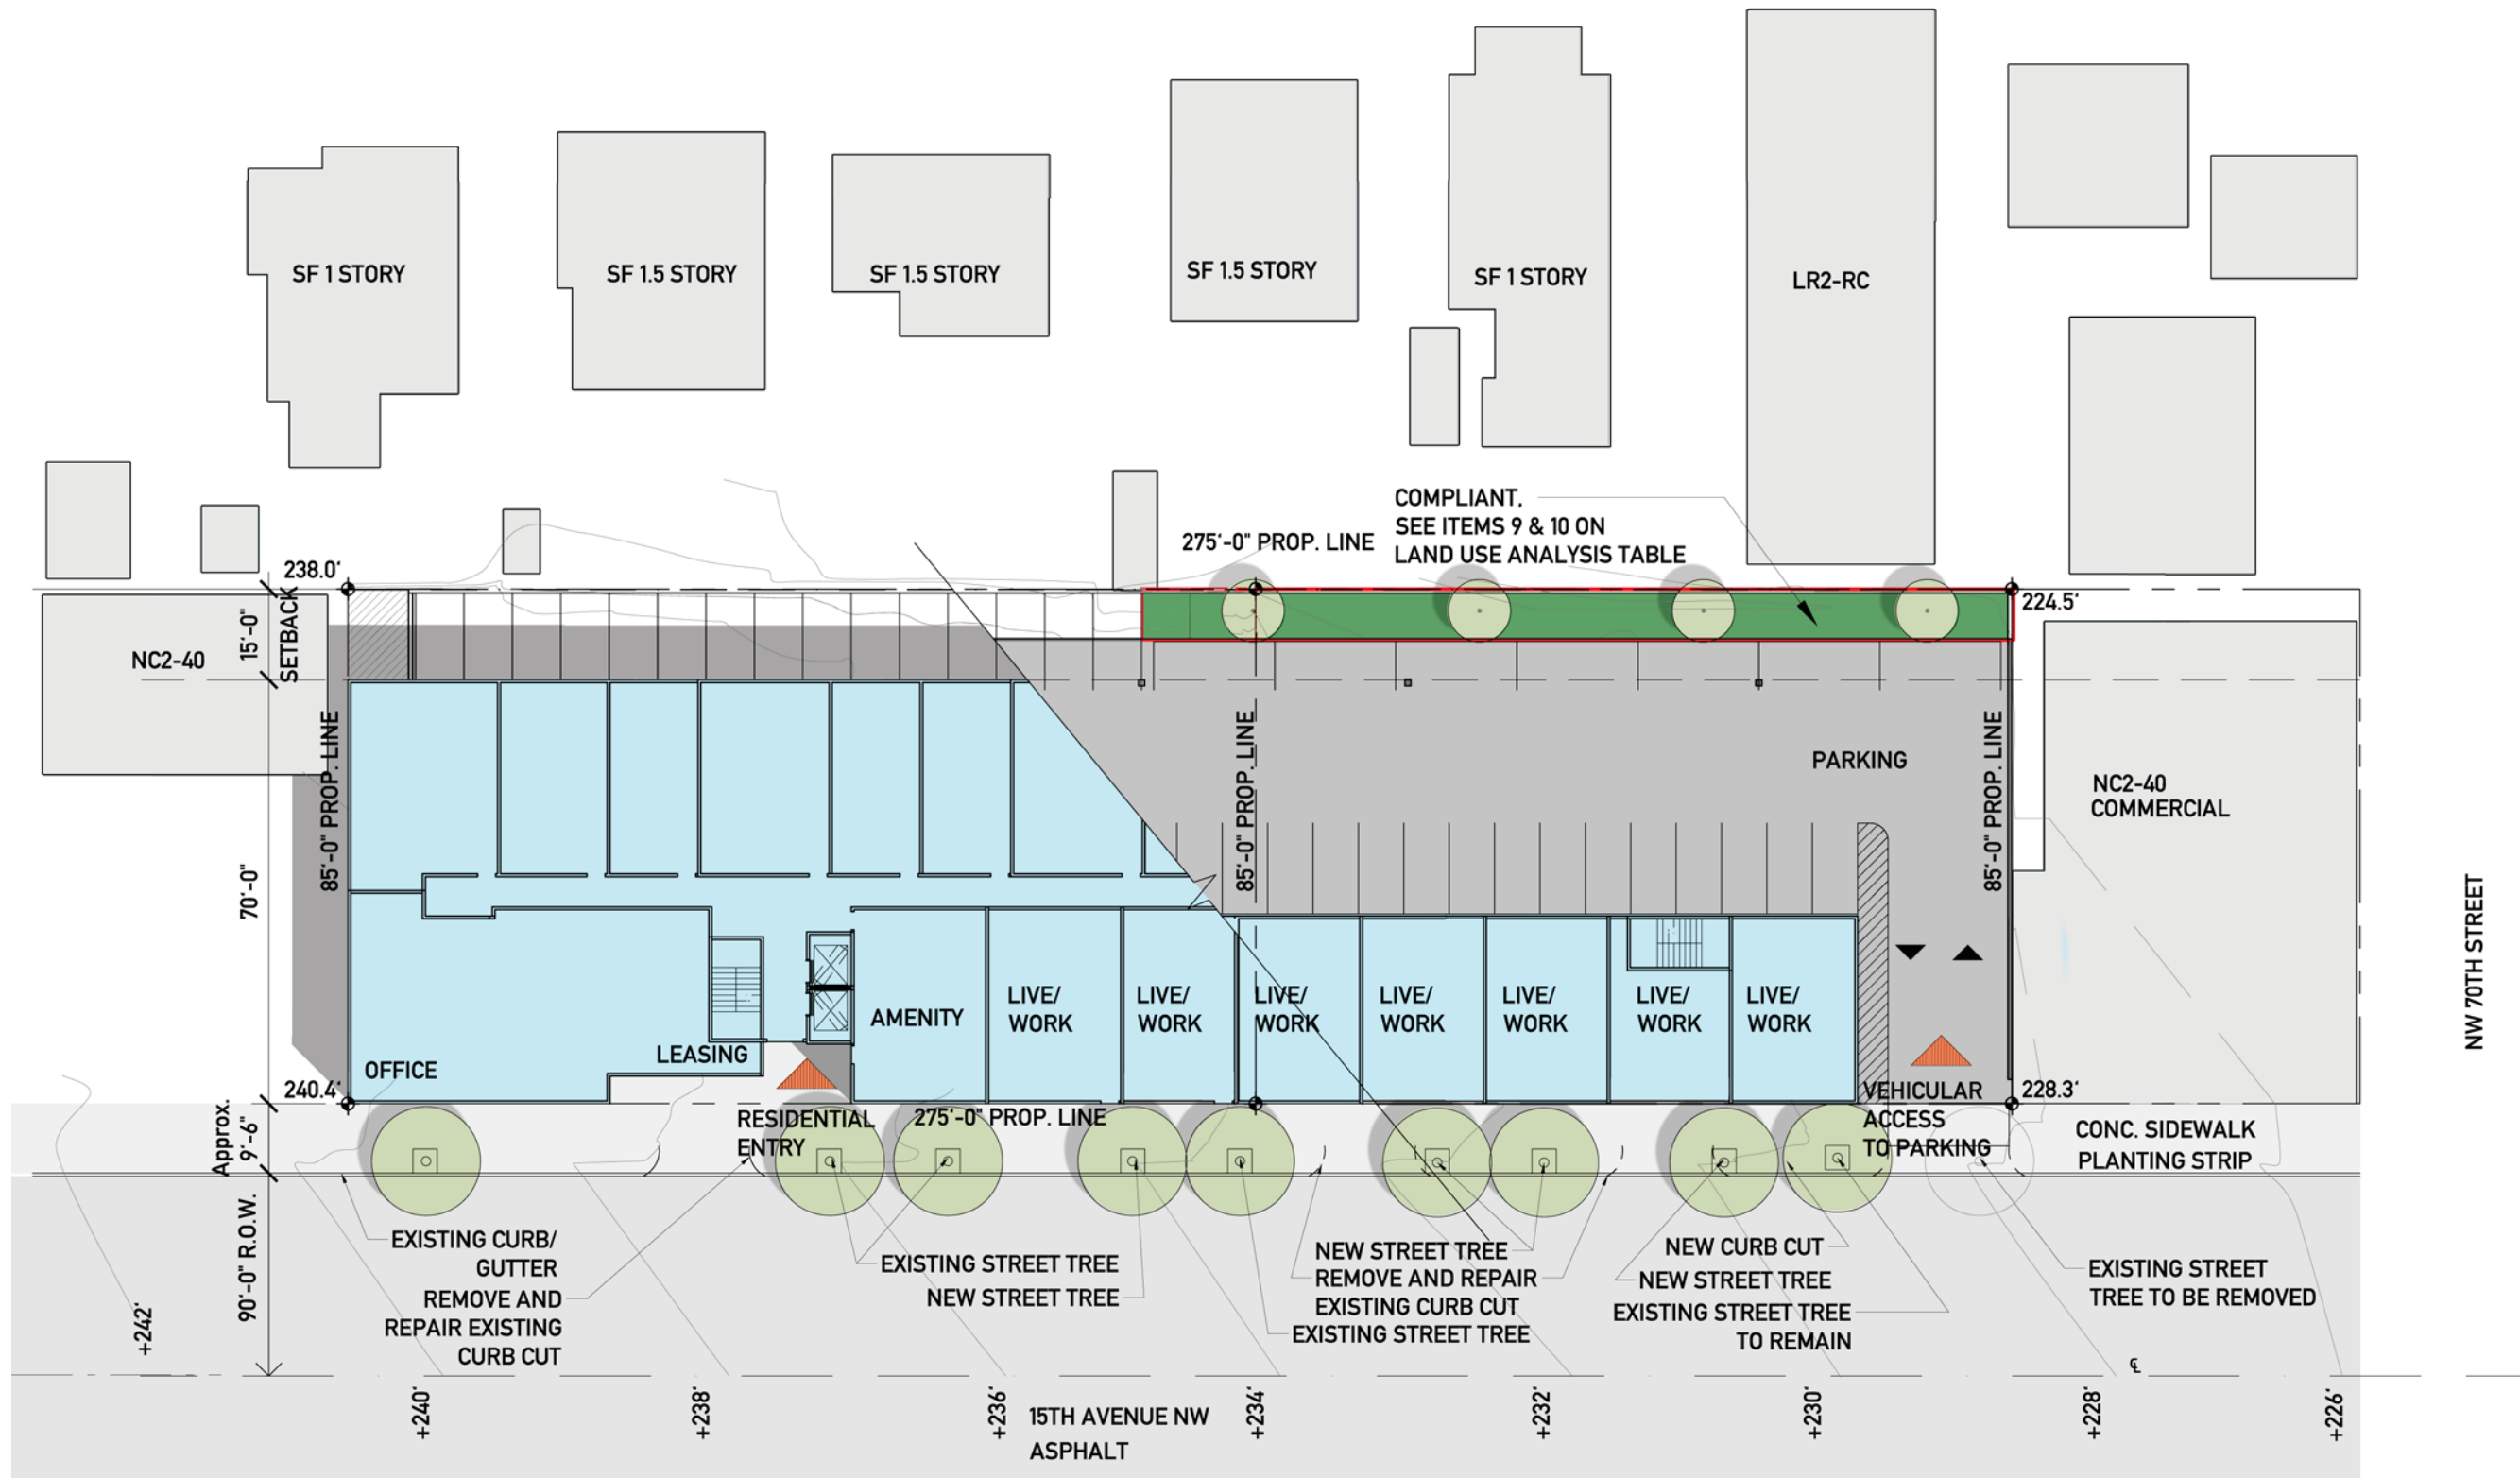 SF 1 STORY
SF 1.5 STORY
SF 1.5 STORY
SF 1.5 STORY
SF 1 STORY
LR2-RC
COMPLIANT,
SEE ITEMS 9 & 10 ON
LAND USE ANALYSIS TABLE
275'-0" PROP. LINE
238.0'
224.5'
15'-0"
SETBACK
NC2-40
85'-0" PROP. LINE
85'-0" PROP. LINE
85'-0" PROP. LINE
PARKING
NC2-40
COMMERCIAL
NW 70TH STREET
70'-0"
OFFICE
LEASING
AMENITY
LIVE/
WORK
LIVE/
WORK
LIVE/
WORK
LIVE/
WORK
LIVE/
WORK
LIVE/
WORK
LIVE/
WORK
240.4'
228.3'
Approx.
9'-6"
RESIDENTIAL
ENTRY
275'-0" PROP. LINE
VEHICULAR
ACCESS
TO PARKING
CONC. SIDEWALK
PLANTING STRIP
90'-0" R.O.W.
EXISTING CURB/
GUTTER
REMOVE AND
REPAIR EXISTING
CURB CUT
EXISTING STREET TREE
NEW STREET TREE
NEW STREET TREE
REMOVE AND REPAIR
EXISTING CURB CUT
EXISTING STREET TREE
NEW CURB CUT
NEW STREET TREE
EXISTING STREET TREE
TO REMAIN
EXISTING STREET
TREE TO BE REMOVED
℄
+242'
+240'
+238'
+236'
+234'
+232'
+230'
+228'
+226'
15TH AVENUE NW
ASPHALT